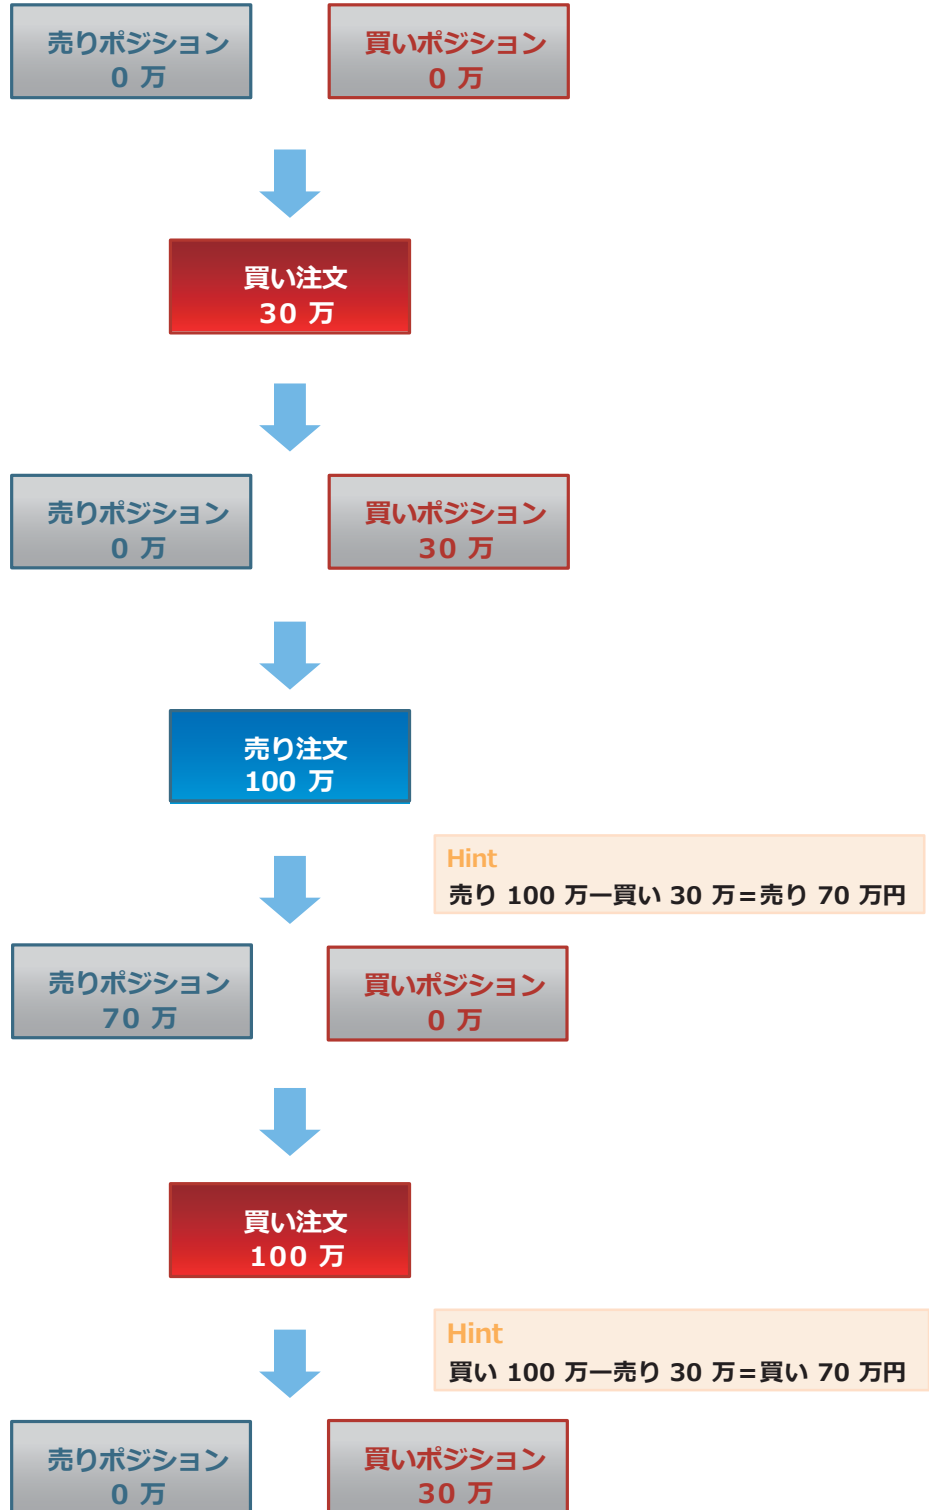 売りポジション
0 万
買いポジション
0 万
買い注文
30 万
売りポジション
0 万
買いポジション
30 万
売り注文
100 万
Hint
売り 100 万ー買い 30 万=売り 70 万円
売りポジション
70 万
買いポジション
0 万
買い注文
100 万
Hint
買い 100 万ー売り 30 万=買い 70 万円
売りポジション
0 万
買いポジション
30 万